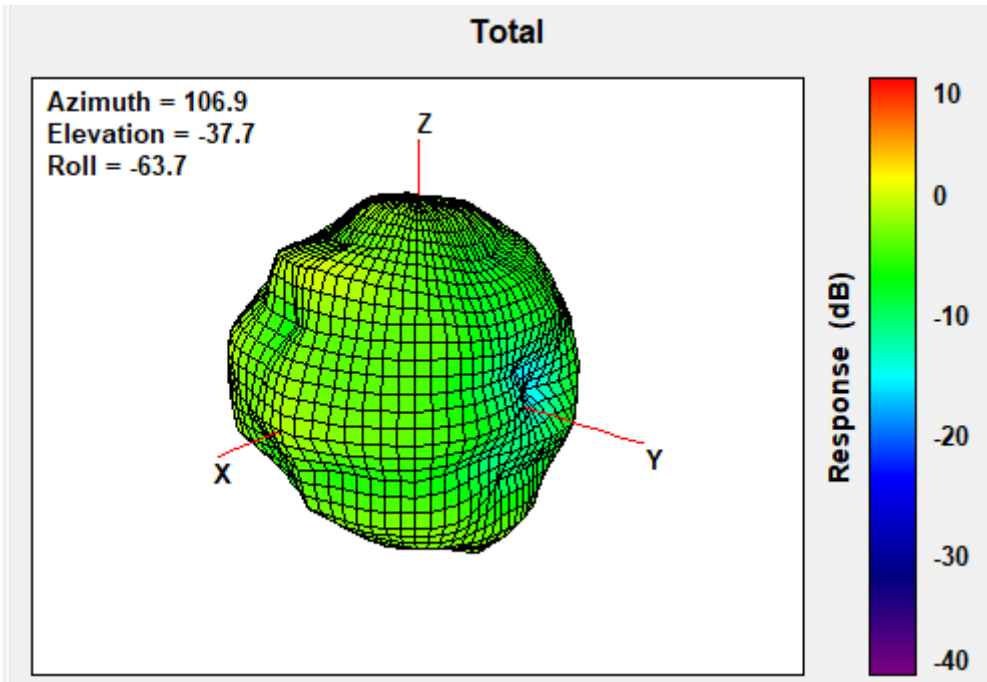 Total
Azimuth = 106.9
Elevation = -37.7
Roll = -63.7
Z
X
Y
10
0
-10
-20
-30
-40
Response (dB)